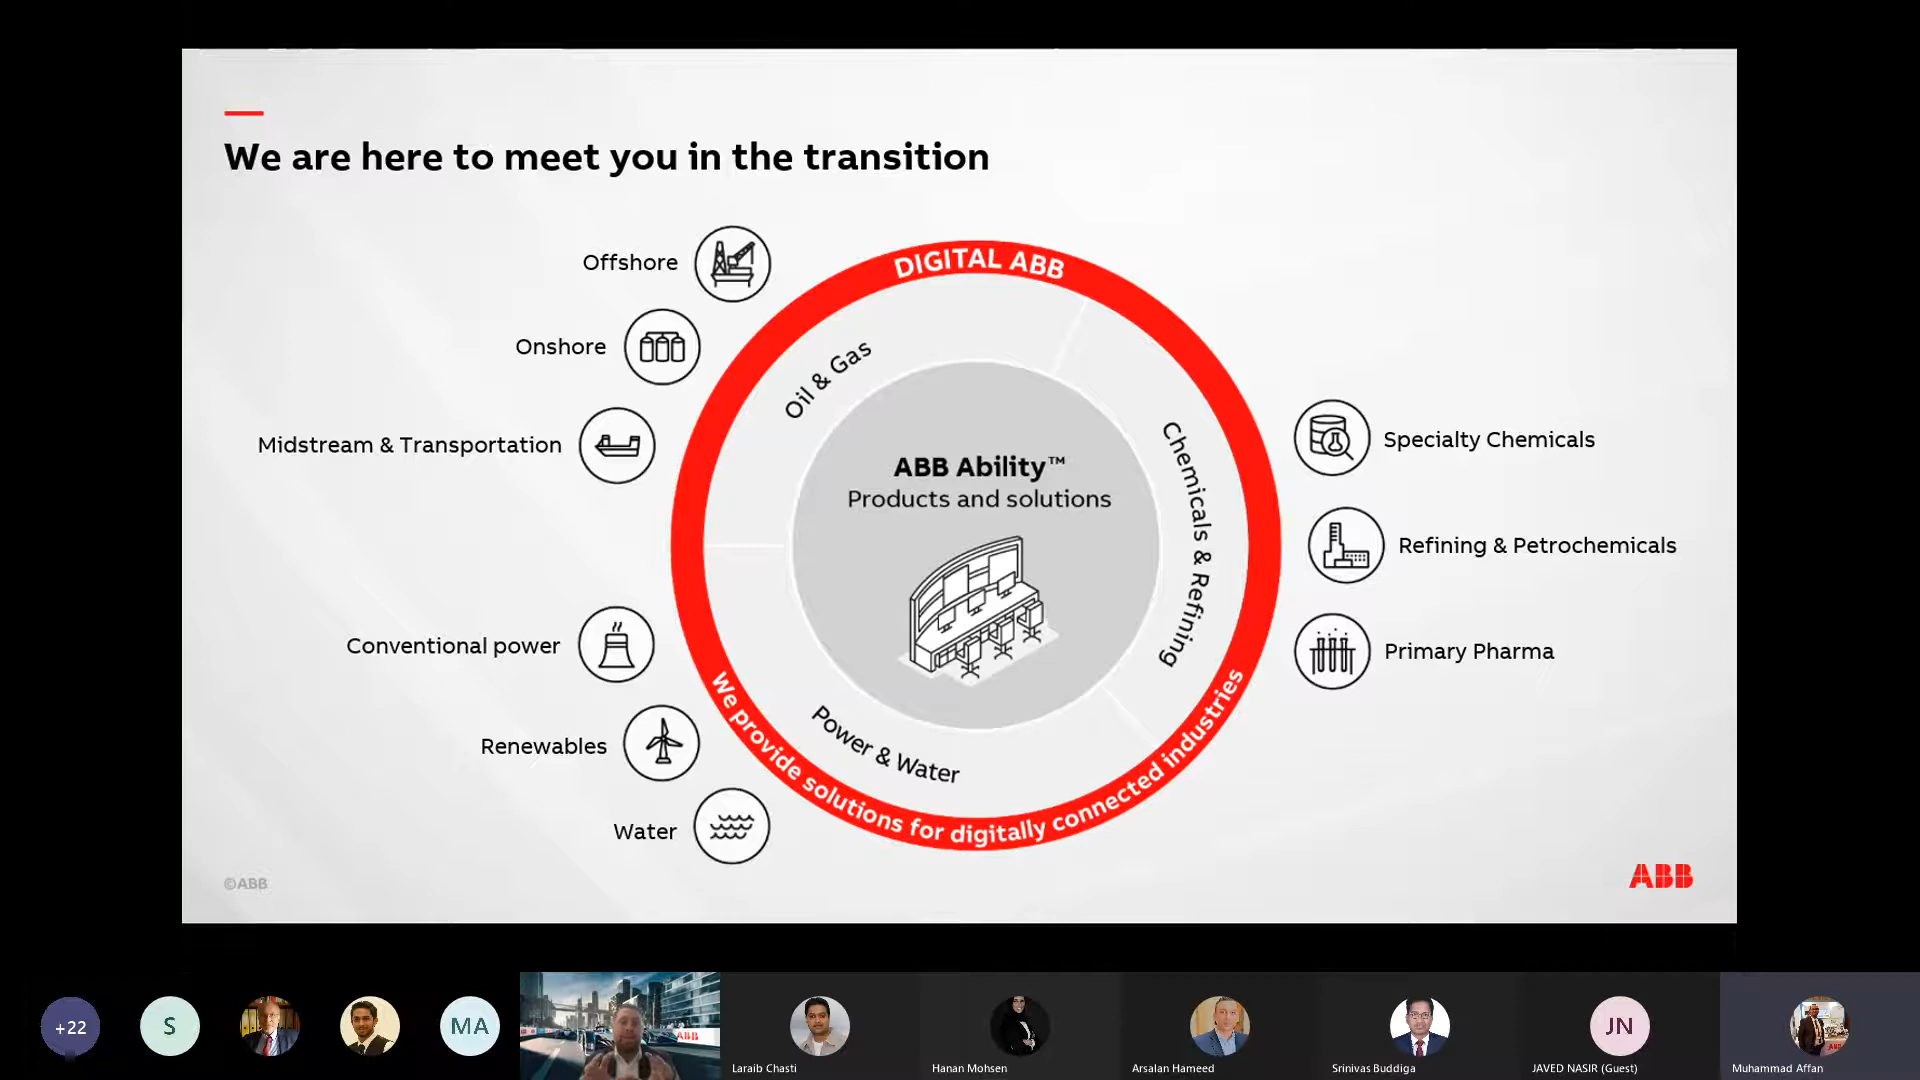 We are here to meet you in the transition
Offshore
Onshore
Midstream & Transportation
Conventional power
Renewables
Water
DIGITAL ABB
Oil & Gas
Chemicals & Refining
Power & Water
We provide solutions for digitally connected industries
ABB Ability™
Products and solutions
Specialty Chemicals
Refining & Petrochemicals
Primary Pharma
©ABB
ABB
+22
S
MA
ABB
Laraib Chasti
Hanan Mohsen
Arsalan Hameed
Srinivas Buddiga
JN
JAVED NASIR (Guest)
ABB
Muhammad Affan